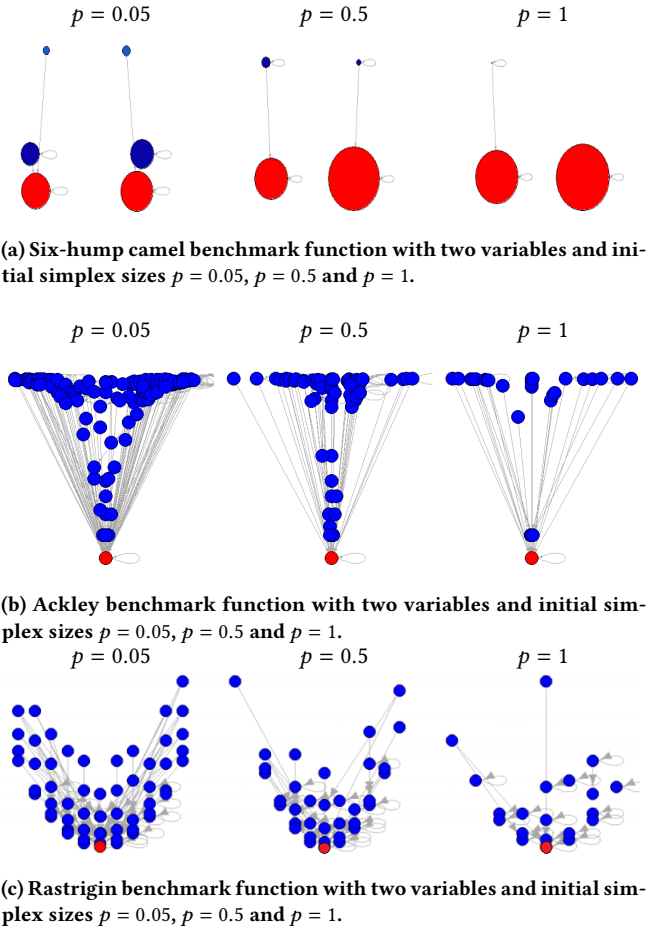 p = 0.05 p = 0.5 p = 1
(a) Six-hump camel benchmark function with two variables and ini-
tial simplex sizes p = 0.05, p = 0.5 and p = 1.
p = 0.05 p = 0.5 p = 1
(b) Ackley benchmark function with two variables and initial sim-
plex sizes p = 0.05, p = 0.5 and p = 1.
p = 0.05 p = 0.5 p = 1
(c) Rastrigin benchmark function with two variables and initial sim-
plex sizes p = 0.05, p = 0.5 and p = 1.